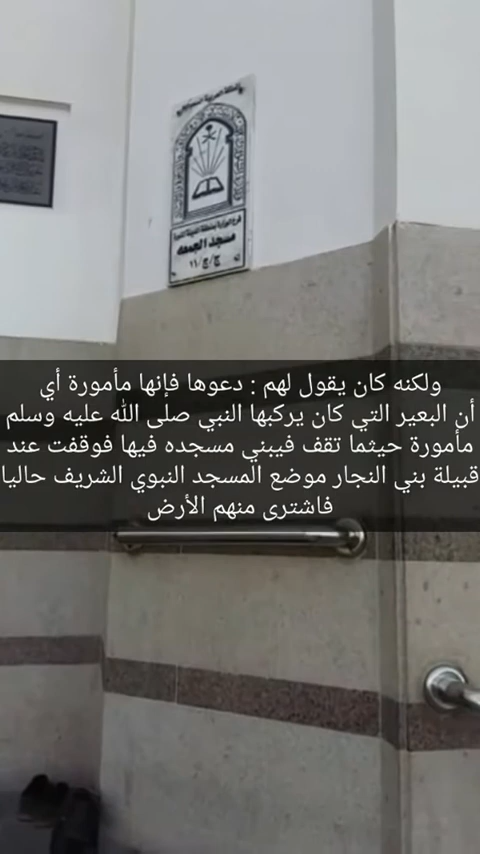 مسجد الجمعة
ج/ج/١١
ولكنه كان يقول لهم : دعوها فإنها مأمورة أي
أن البعير التي كان يركبها النبي صلى الله عليه وسلم
مأمورة حيثما تقف فيبني مسجده فيها فوقفت عند
قبيلة بني النجار موضع المسجد النبوي الشريف حاليا
فاشترى منهم الأرض